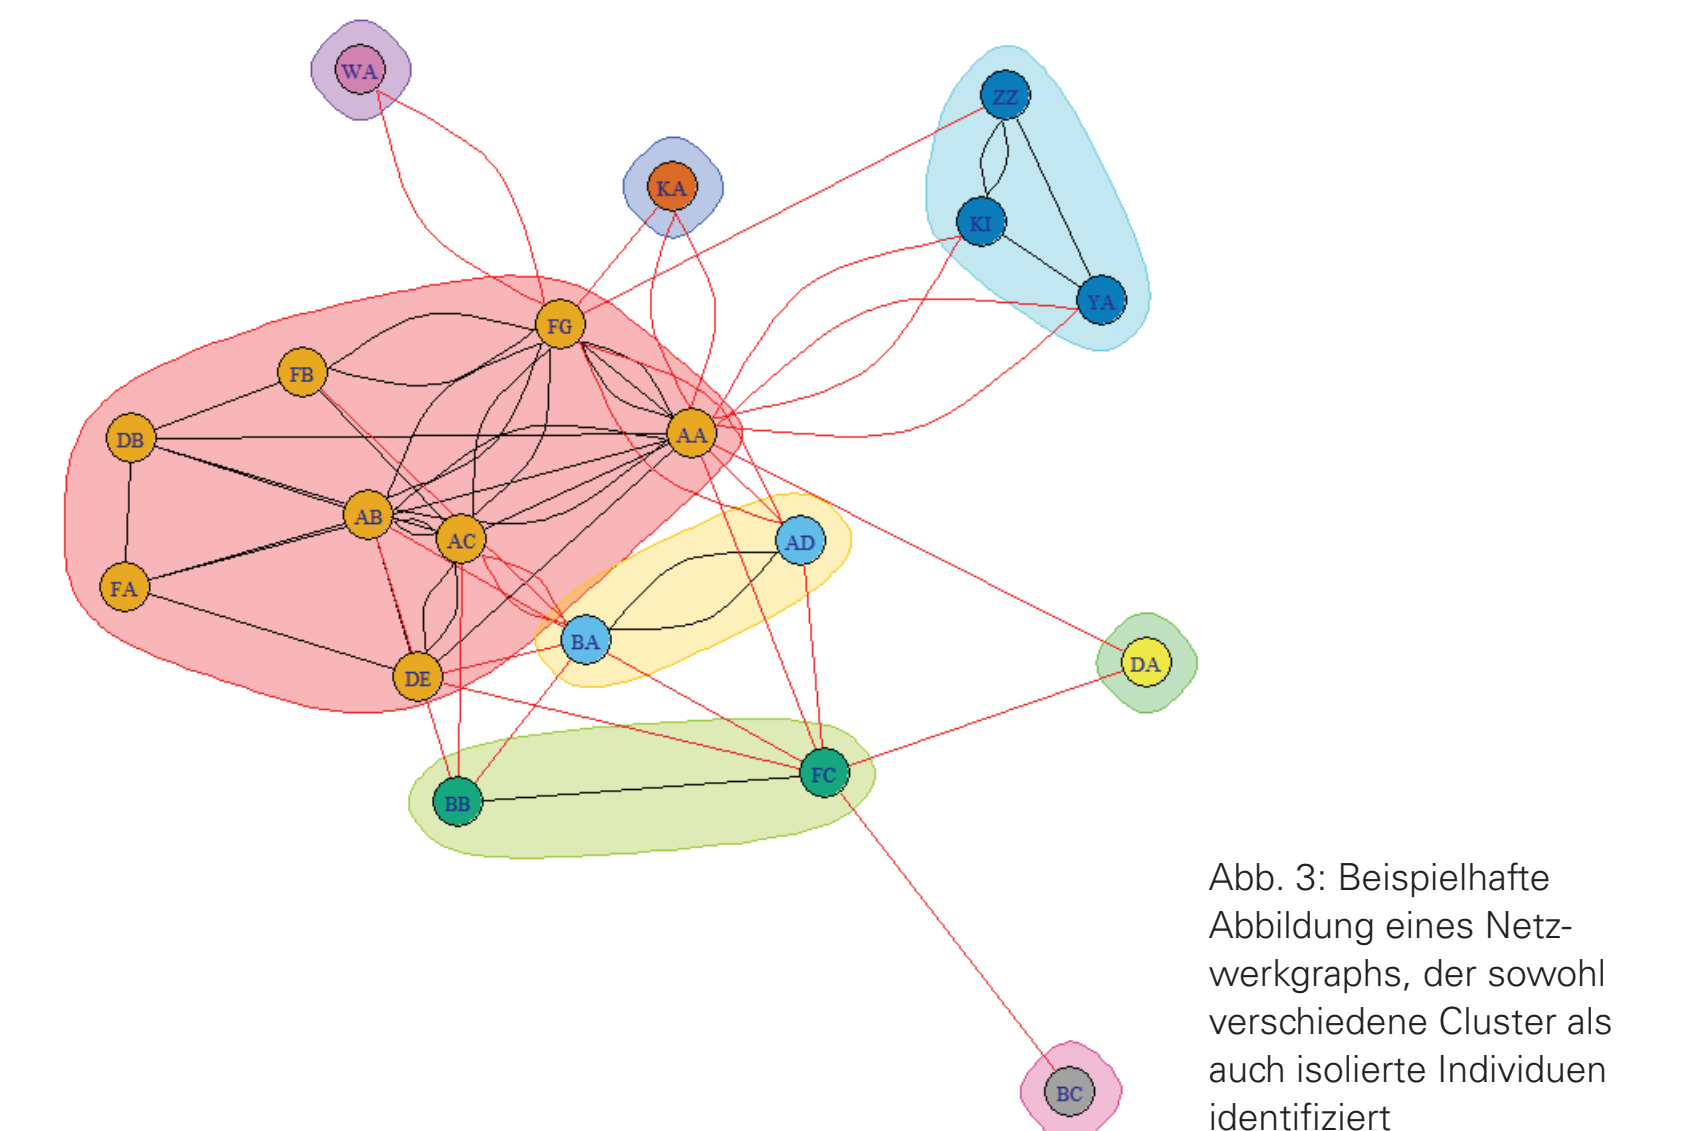 WA
ZZ
KA
KI
YA
FG
FB
DB
AA
AB
AC
AD
FA
BA
DA
DE
FC
BB
BC
Abb. 3: Beispielhafte
Abbildung eines Netz-
werkgraphs, der sowohl
verschiedene Cluster als
auch isolierte Individuen
identifiziert